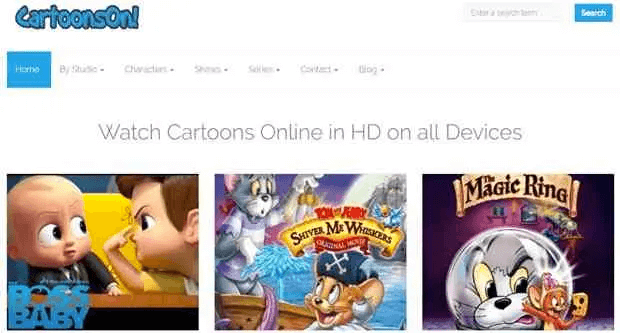 CartoonsOn!
Enter a search term
Search
Home
By Studio
Characters
Shows
Series
Contact
Blog
Watch Cartoons Online in HD on all Devices
BOSS
BABY
TOM AND JERRY
SHIVER ME WHISKERS
ORIGINAL MOVIE
The
Magic Ring